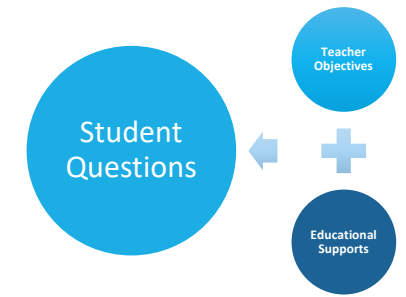 Student
Questions
Teacher
Objectives
Educational
Supports